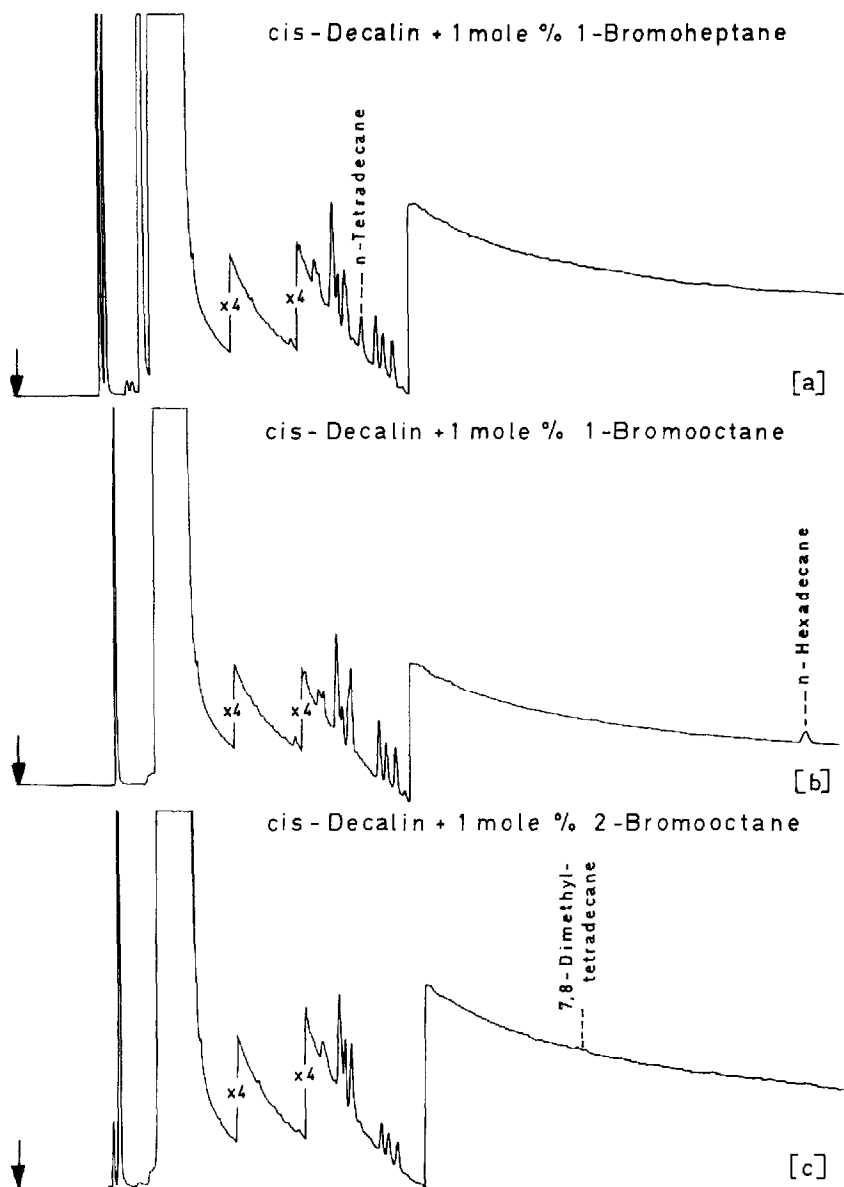 cis-Decalin + 1 mole % 1-Bromoheptane
n-Tetradecane
x4
x4
[a]
cis-Decalin + 1 mole % 1-Bromooctane
n-Hexadecane
x4
x4
[b]
cis-Decalin + 1 mole % 2-Bromooctane
7,8-Dimethyl-
tetradecane
x4
x4
[c]